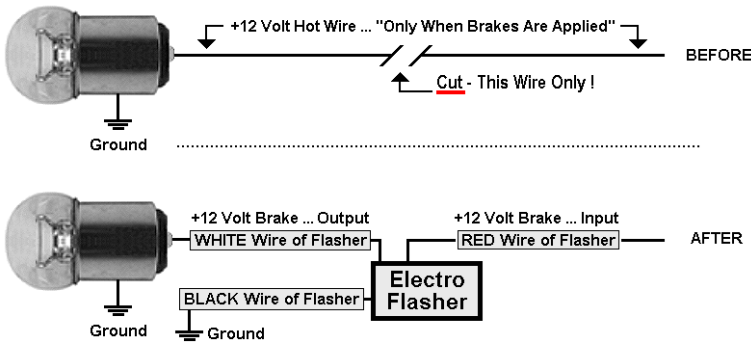 +12 Volt Hot Wire ... "Only When Brakes Are Applied"
BEFORE
Cut - This Wire Only !
Ground
+12 Volt Brake ... Output
+12 Volt Brake ... Input
WHITE Wire of Flasher
RED Wire of Flasher
AFTER
Electro
Flasher
BLACK Wire of Flasher
Ground
Ground